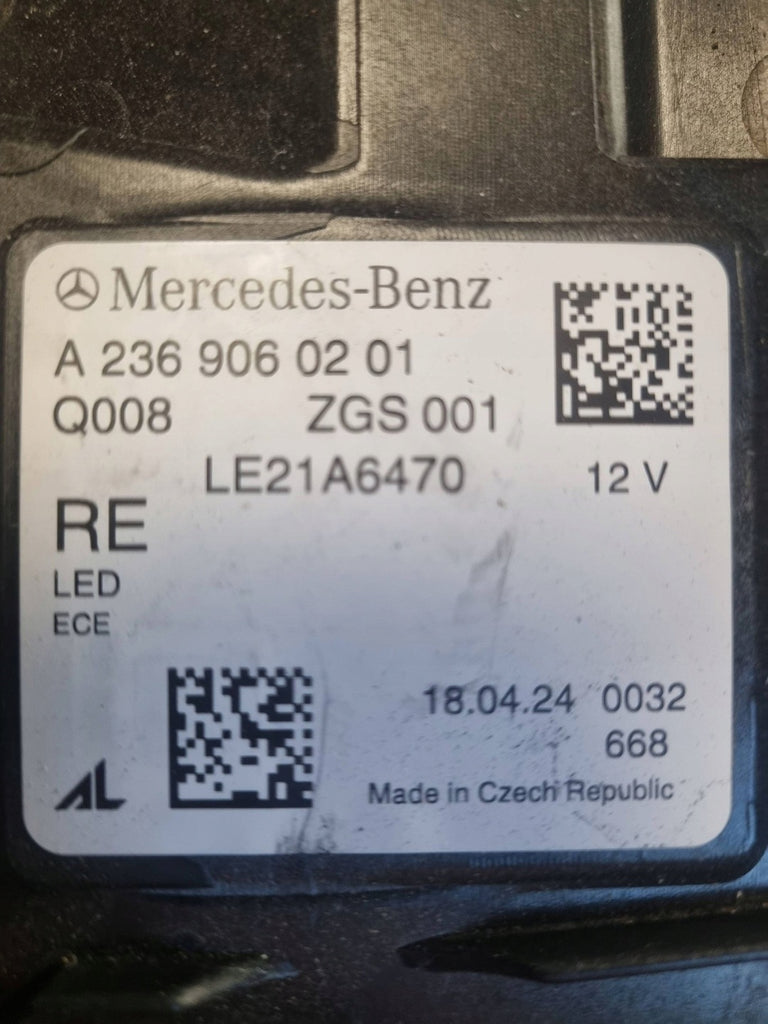 Mercedes-Benz
A 236 906 02 01
Q008 ZGS 001
LE21A6470 12 V
RE
LED
ECE
18.04.24 0032
668
AL
Made in Czech Republic